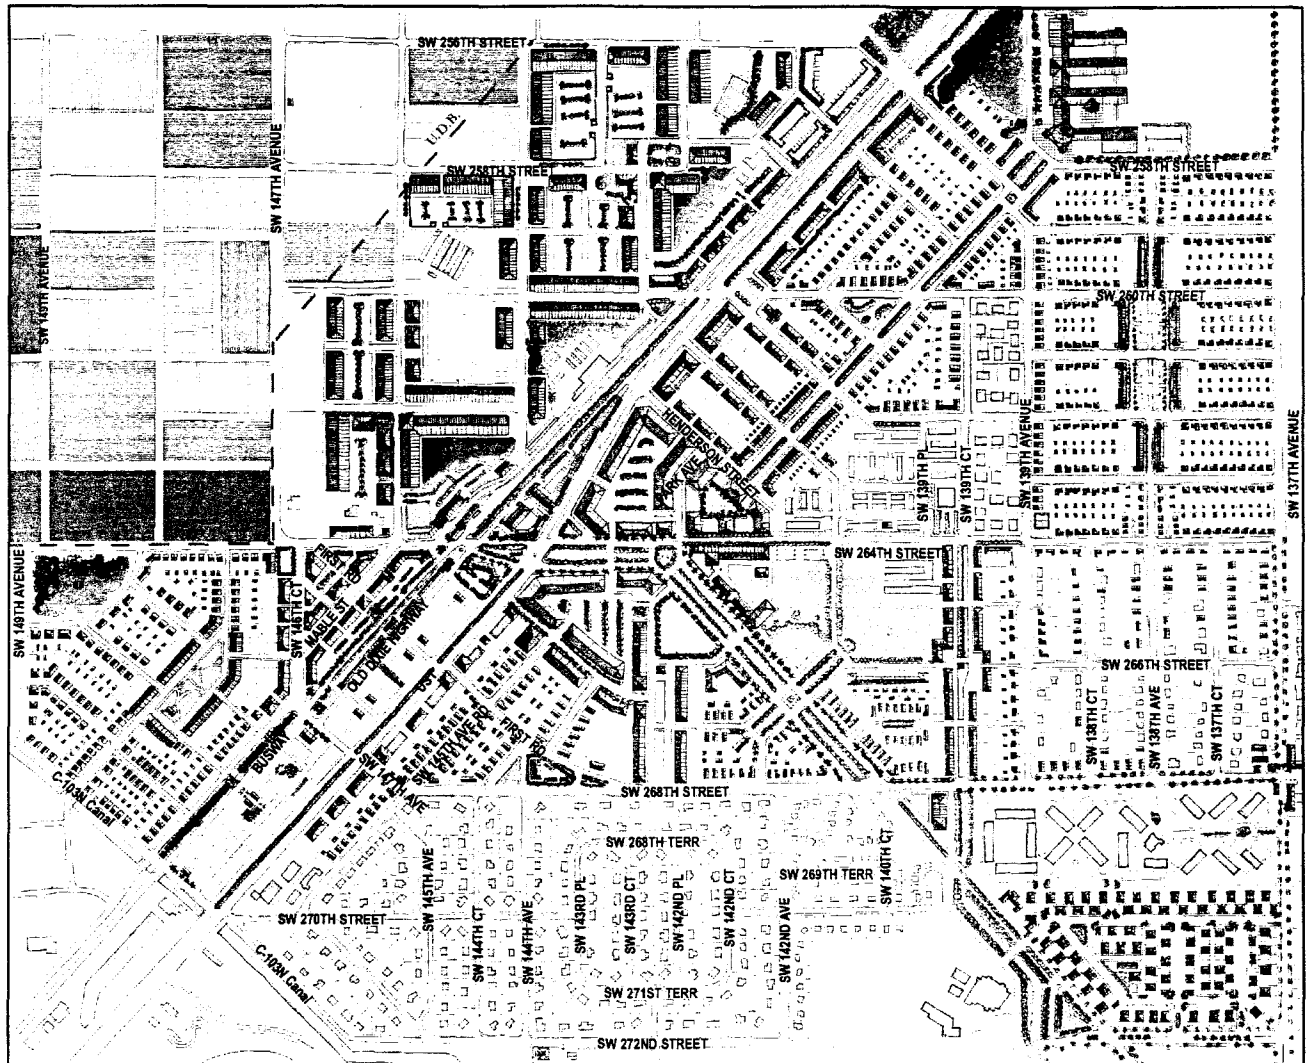 SW 256TH STREET
U.D.B.
SW 147TH AVENUE
SW 258TH STREET
SW 258TH STREET
SW 149TH AVENUE
SW 260TH STREET
HENDERSON STREET
PARK AVE
SW 139TH PL
SW 139TH CT
SW 139TH AVENUE
SW 137TH AVENUE
SW 264TH STREET
SW 149TH AVENUE
SW 146TH CT
FIRST
MABLE ST
OLD DIXIE HIGHWAY
US1
BUSWAY
FIRST RD
SW 147TH AVE
SW 266TH STREET
SW 138TH CT
SW 138TH AVE
SW 137TH CT
C-103N Canal
SW 268TH STREET
SW 268TH TERR
SW 269TH TERR
SW 140TH CT
SW 270TH STREET
SW 145TH AVE
SW 144TH CT
SW 144TH AVE
SW 143RD PL
SW 143RD CT
SW 142ND PL
SW 142ND CT
SW 142ND AVE
C-103N Canal
SW 271ST TERR
SW 272ND STREET